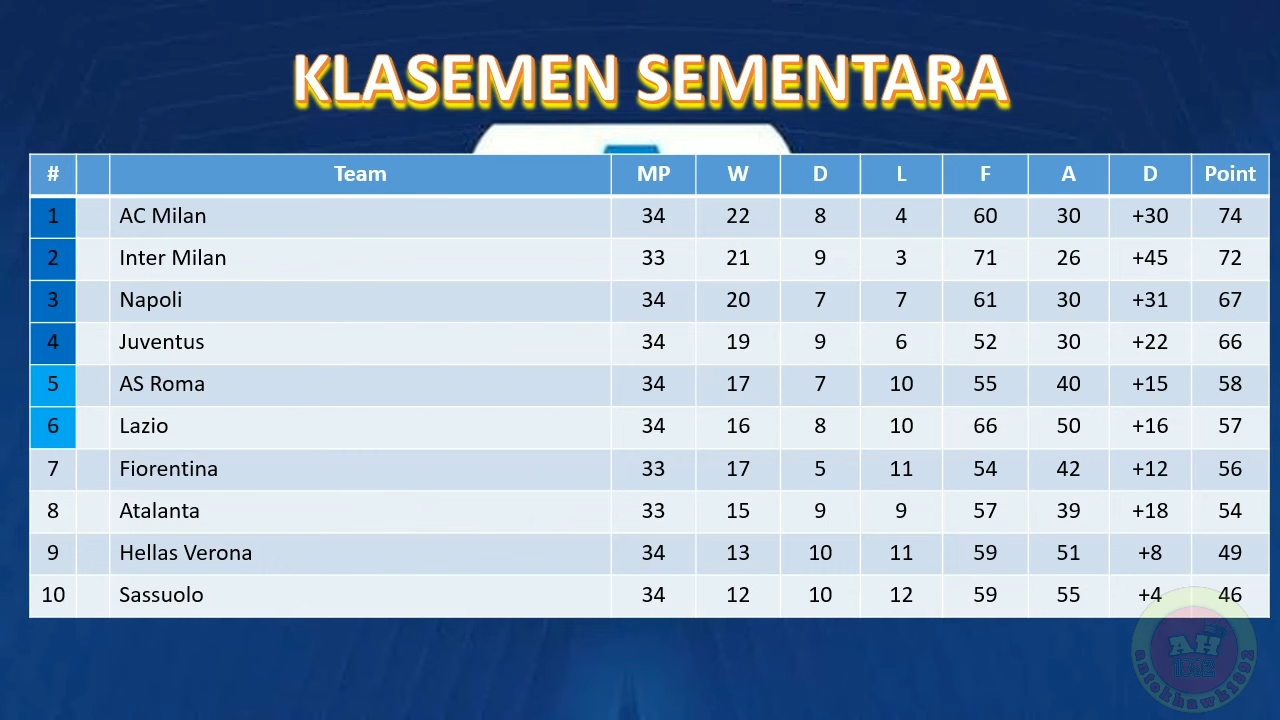 KLASEMEN SEMENTARA
# Team MP W D L F A D Point
1 AC Milan 34 22 8 4 60 30 +30 74
2 Inter Milan 33 21 9 3 71 26 +45 72
3 Napoli 34 20 7 7 61 30 +31 67
4 Juventus 34 19 9 6 52 30 +22 66
5 AS Roma 34 17 7 10 55 40 +15 58
6 Lazio 34 16 8 10 66 50 +16 57
7 Fiorentina 33 17 5 11 54 42 +12 56
8 Atalanta 33 15 9 9 57 39 +18 54
9 Hellas Verona 34 13 10 11 59 51 +8 49
10 Sassuolo 34 12 10 12 59 55 +4 46
AH